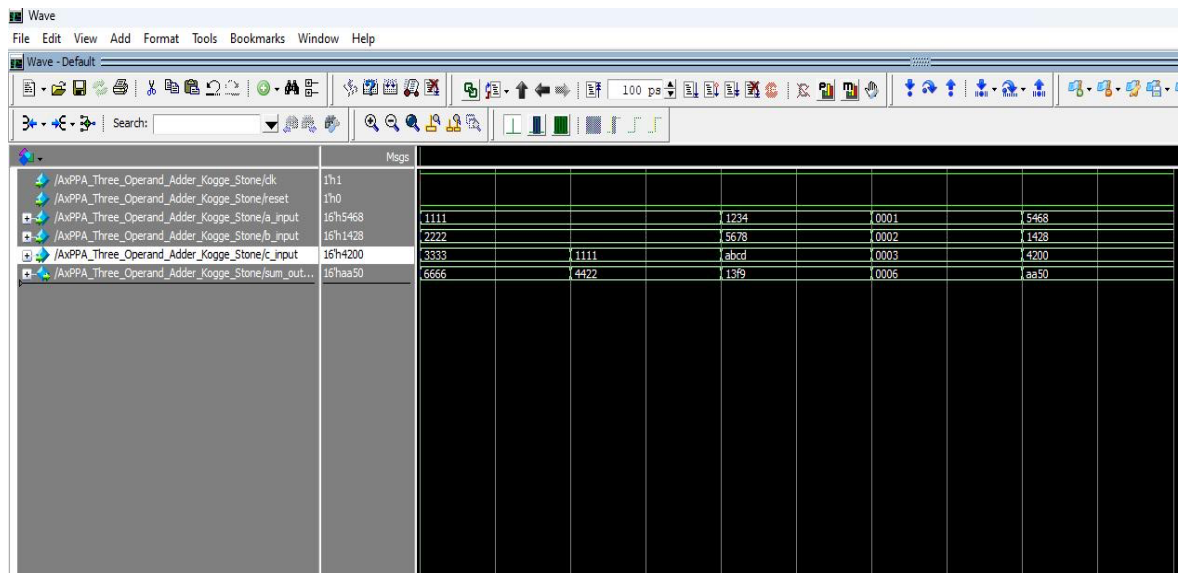 Wave
File Edit View Add Format Tools Bookmarks Window Help
Wave - Default
100 ps
Search:
Msgs
/AxPPA_Three_Operand_Adder_Kogge_Stone/clk 1'h1
/AxPPA_Three_Operand_Adder_Kogge_Stone/reset 1'h0
/AxPPA_Three_Operand_Adder_Kogge_Stone/a_input 16'h5468 1111 1234 0001 5468
/AxPPA_Three_Operand_Adder_Kogge_Stone/b_input 16'h1428 2222 5678 0002 1428
/AxPPA_Three_Operand_Adder_Kogge_Stone/c_input 16'h4200 3333 1111 abcd 0003 4200
/AxPPA_Three_Operand_Adder_Kogge_Stone/sum_out... 16'haa50 6666 4422 13f9 0006 aa50